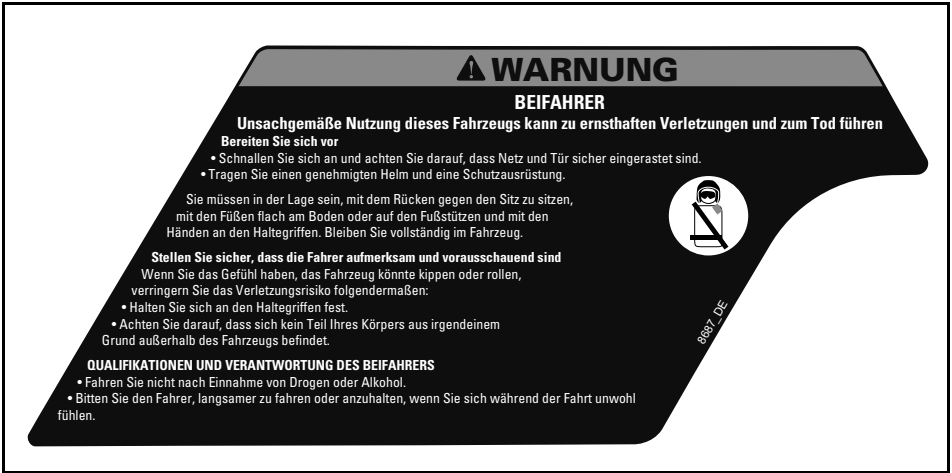 WARNUNG
BEIFAHRER
Unsachgemäße Nutzung dieses Fahrzeugs kann zu ernsthaften Verletzungen und zum Tod führen
Bereiten Sie sich vor
• Schnallen Sie sich an und achten Sie darauf, dass Netz und Tür sicher eingerastet sind.
• Tragen Sie einen genehmigten Helm und eine Schutzausrüstung.
Sie müssen in der Lage sein, mit dem Rücken gegen den Sitz zu sitzen,
mit den Füßen flach am Boden oder auf den Fußstützen und mit den
Händen an den Haltegriffen. Bleiben Sie vollständig im Fahrzeug.
Stellen Sie sicher, dass die Fahrer aufmerksam und vorausschauend sind
Wenn Sie das Gefühl haben, das Fahrzeug könnte kippen oder rollen,
verringern Sie das Verletzungsrisiko folgendermaßen:
• Halten Sie sich an den Haltegriffen fest.
• Achten Sie darauf, dass sich kein Teil Ihres Körpers aus irgendeinem
Grund außerhalb des Fahrzeugs befindet.
QUALIFIKATIONEN UND VERANTWORTUNG DES BEIFAHRERS
• Fahren Sie nicht nach Einnahme von Drogen oder Alkohol.
• Bitten Sie den Fahrer, langsamer zu fahren oder anzuhalten, wenn Sie sich während der Fahrt unwohl
fühlen.
8687_DE